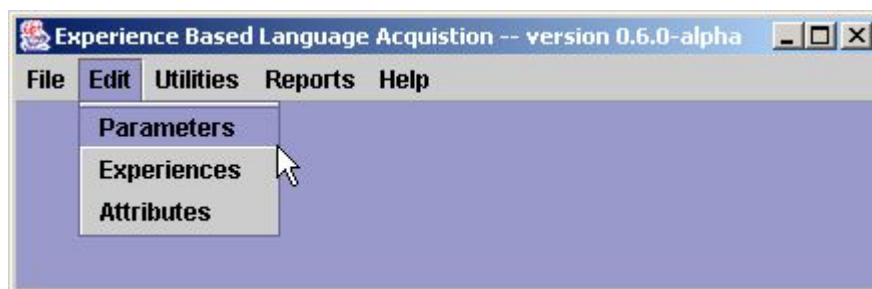 Experience Based Language Acquistion -- version 0.6.0-alpha
File Edit Utilities Reports Help
Parameters
Experiences
Attributes